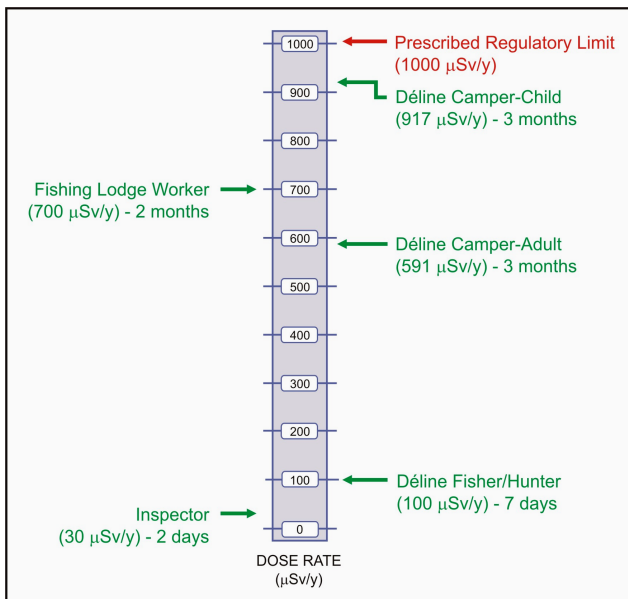 1000
Prescribed Regulatory Limit
(1000 µSv/y)
900
Déline Camper-Child
(917 µSv/y) - 3 months
800
Fishing Lodge Worker
(700 µSv/y) - 2 months
700
600
Déline Camper-Adult
(591 µSv/y) - 3 months
500
400
300
200
100
Déline Fisher/Hunter
(100 µSv/y) - 7 days
Inspector
(30 µSv/y) - 2 days
0
DOSE RATE
(µSv/y)